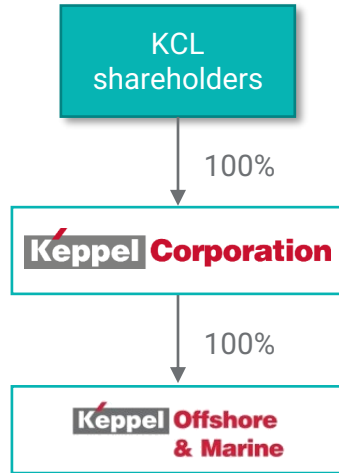 KCL
shareholders
100%
Keppel Corporation
100%
Keppel Offshore
& Marine